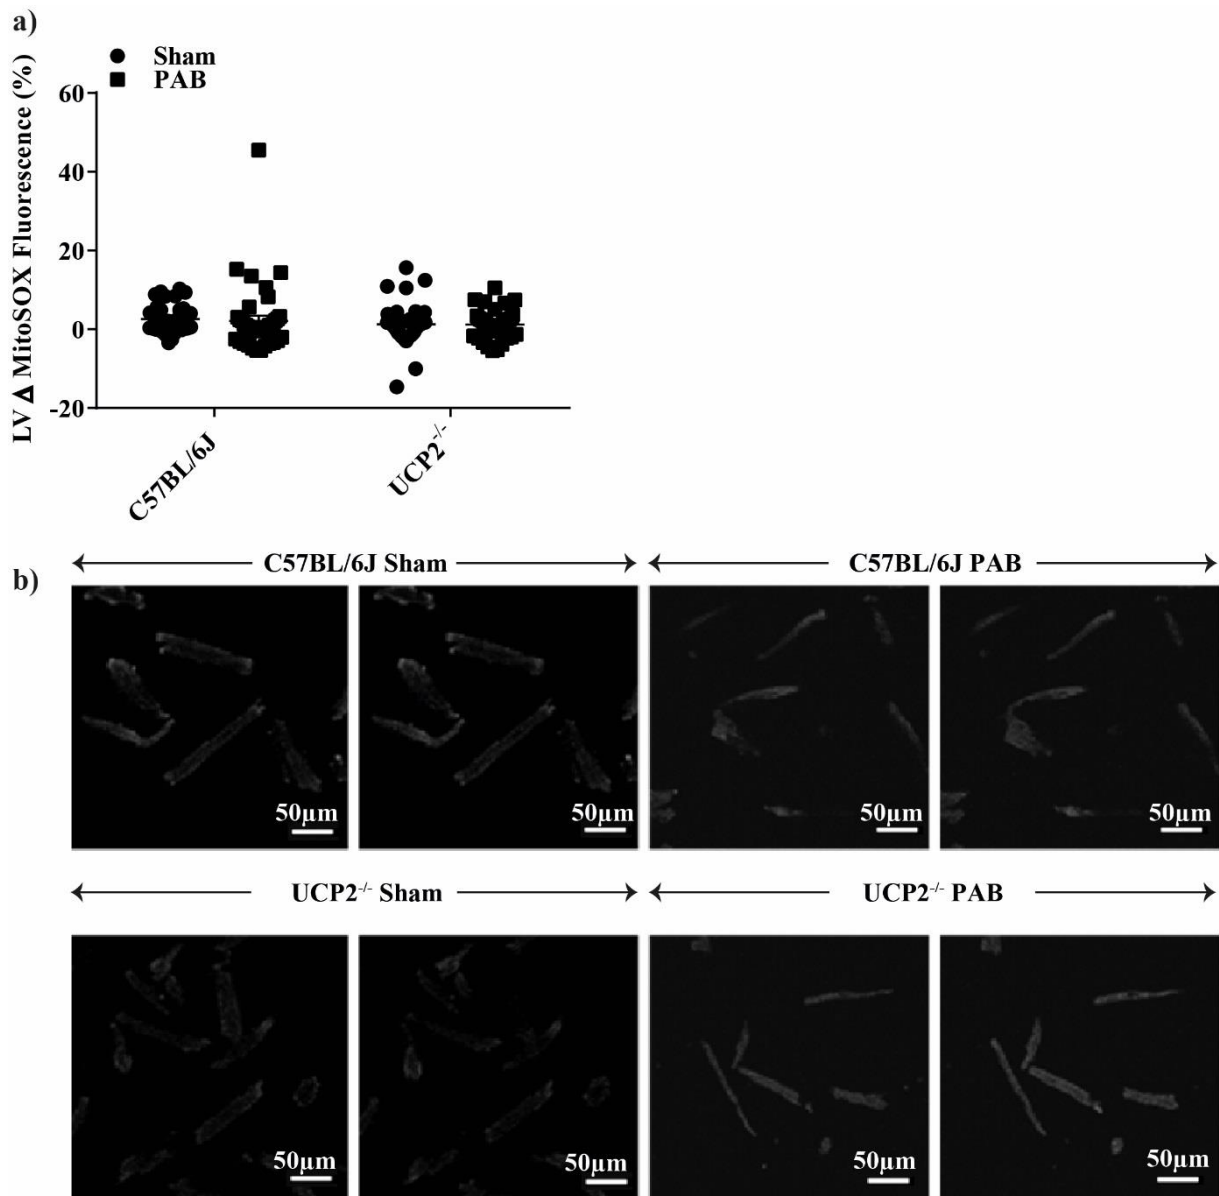 a)
Sham
PAB
LV Δ MitoSOX Fluorescence (%)
60
40
20
0
-20
C57BL/6J
UCP2-/-
b)
C57BL/6J Sham
C57BL/6J PAB
50μm
50μm
50μm
50μm
UCP2-/- Sham
UCP2-/- PAB
50μm
50μm
50μm
50μm